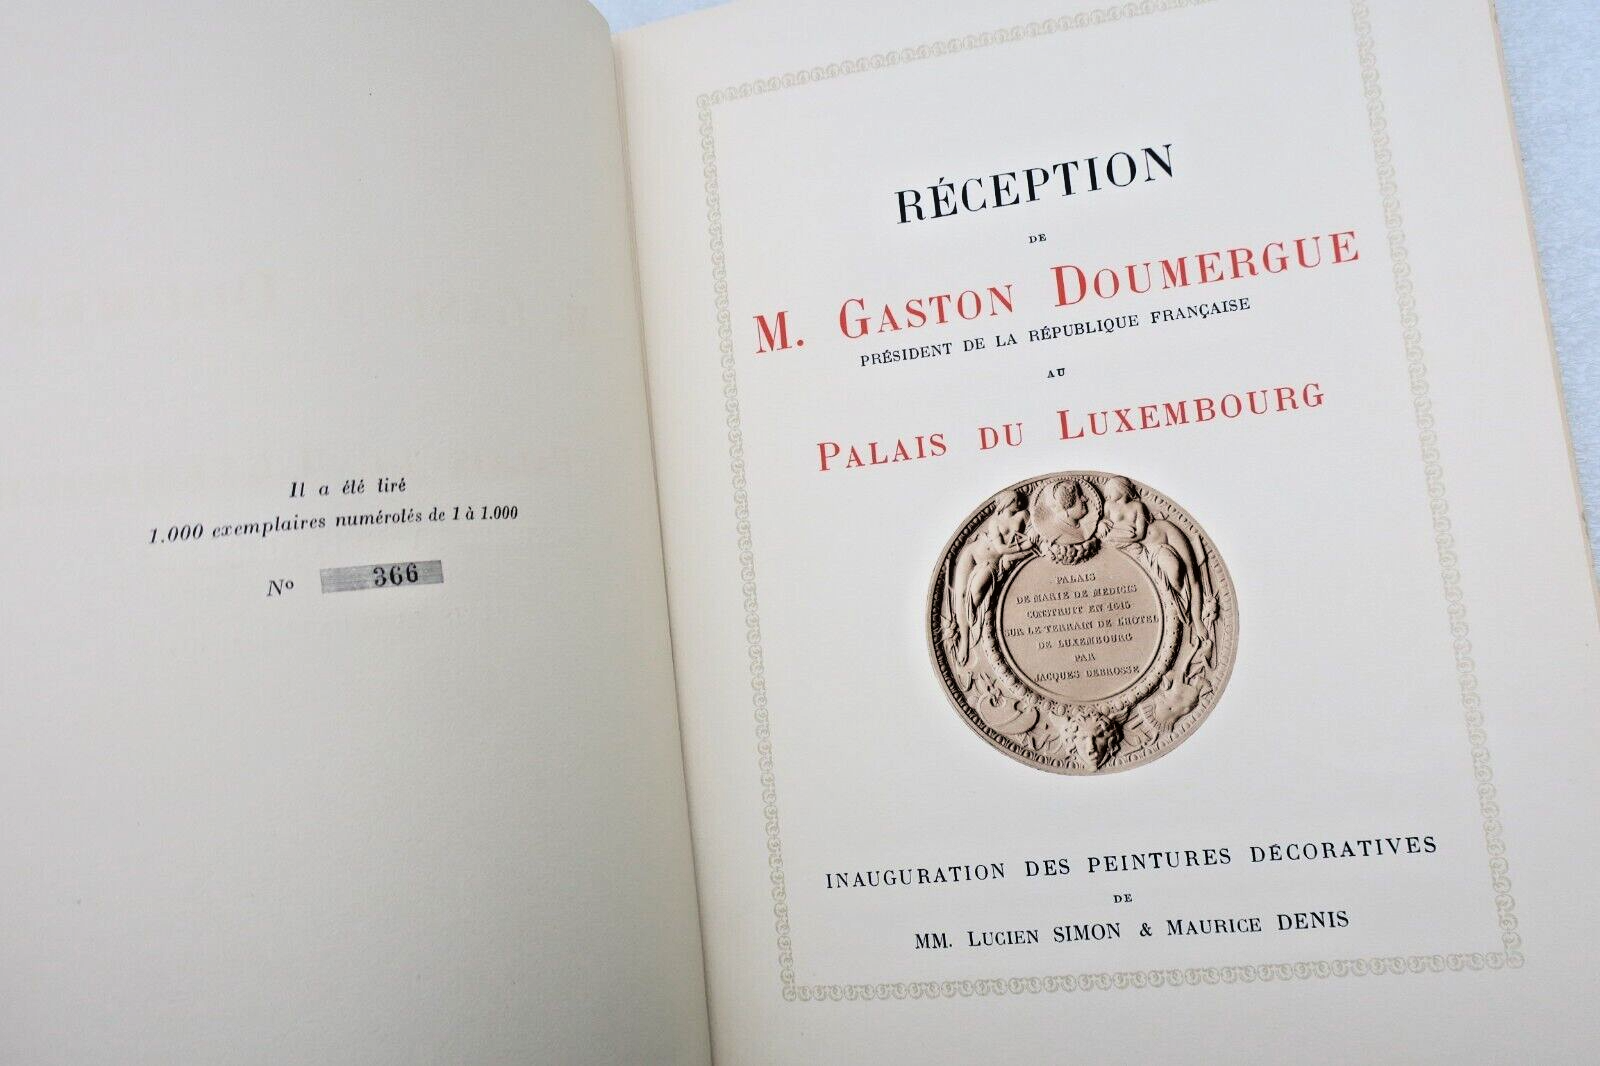 Il a été tiré
1.000 exemplaires numérotés de 1 à 1.000
No 366
RÉCEPTION
DE
M. GASTON DOUMERGUE
PRÉSIDENT DE LA RÉPUBLIQUE FRANÇAISE
AU
PALAIS DU LUXEMBOURG
PALAIS
DE MARIE DE MEDICIS
CONSTRUIT EN 1615
SUR LE TERRAIN DE L'HOTEL
DE LUXEMBOURG
PAR
JACQUES DEBROSSE
INAUGURATION DES PEINTURES DÉCORATIVES
DE
MM. LUCIEN SIMON & MAURICE DENIS